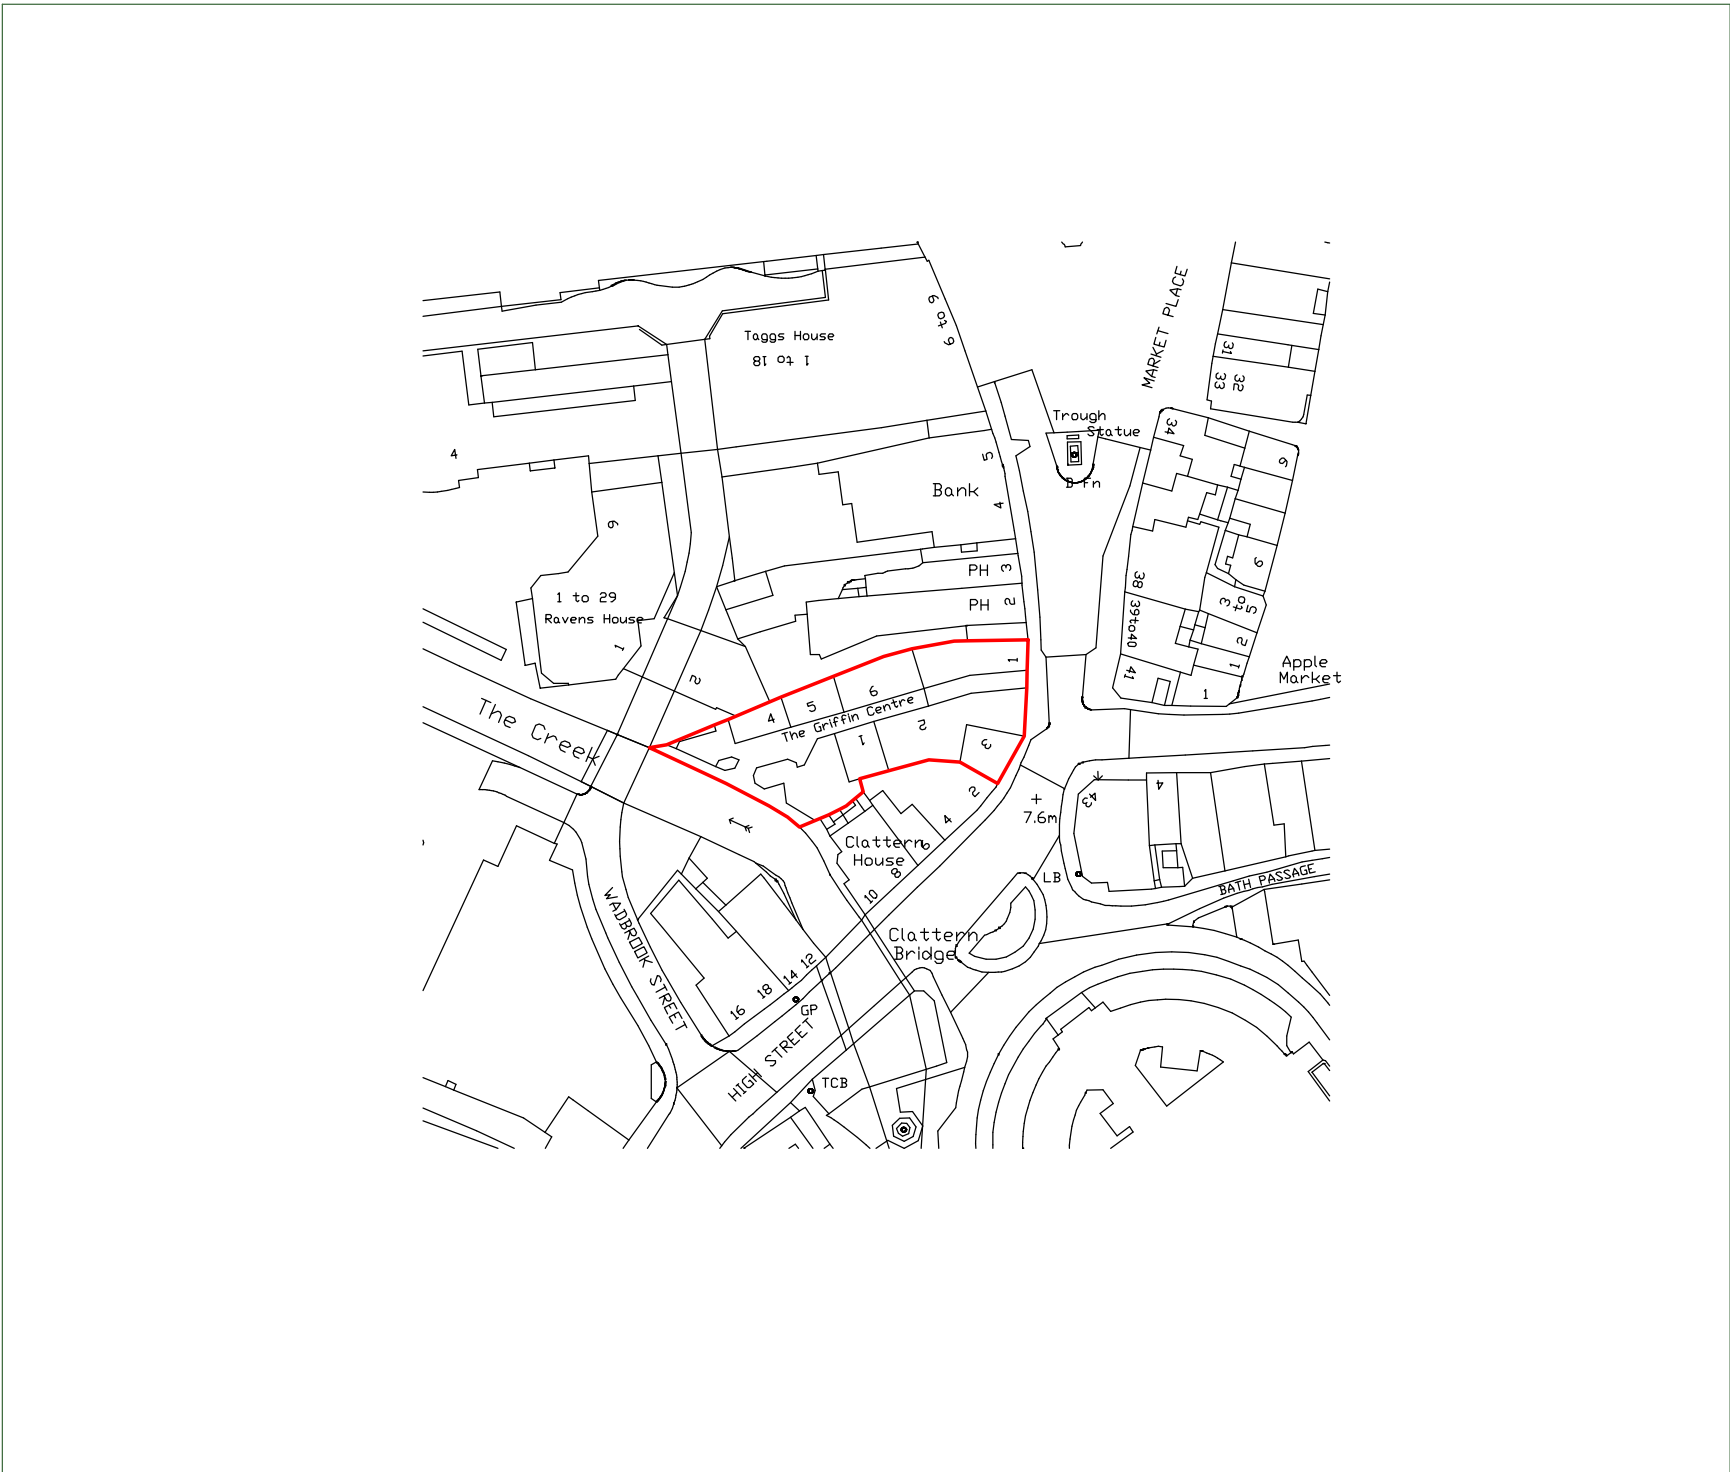 MARKET PLACE
9 to 6
Taggs House
1 to 18
31
32
33
Trough
Statue
34
B Fn
4
5
Bank
4
9
9
6
PH 3
PH 2
38
39to40
41
3
to
5
2
1
1
1 to 29
Ravens House
1
2
Apple
Market
1
6
5
4
The Griffin Centre
1
2
3
The Creek
43
4
7.6m
2
4
6
8
10
Clattern
House
LB
BATH PASSAGE
WADBROOK STREET
Clattern
Bridge
12
14
18
16
GP
HIGH STREET
TCB